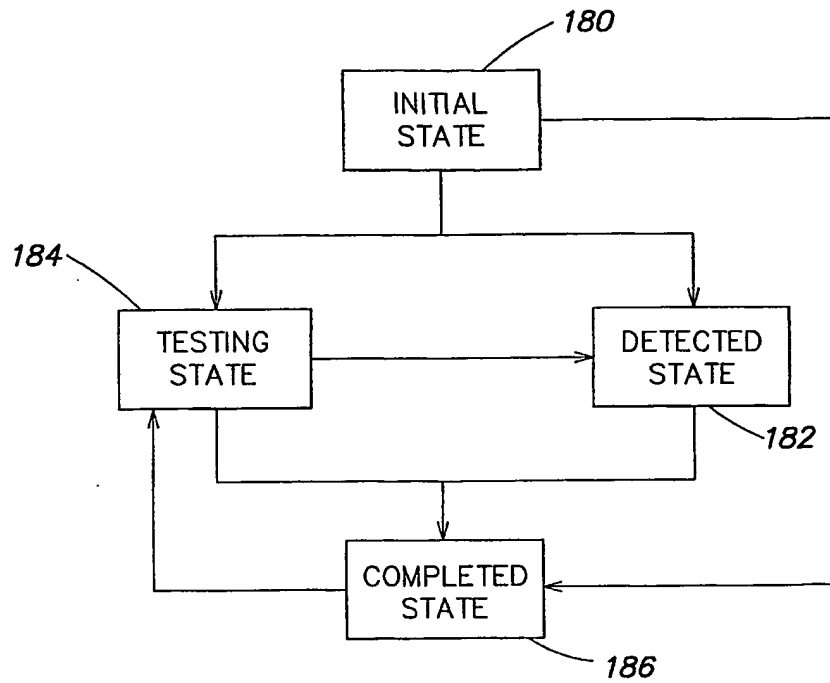 180
INITIAL
STATE
184
TESTING
STATE
DETECTED
STATE
182
COMPLETED
STATE
186